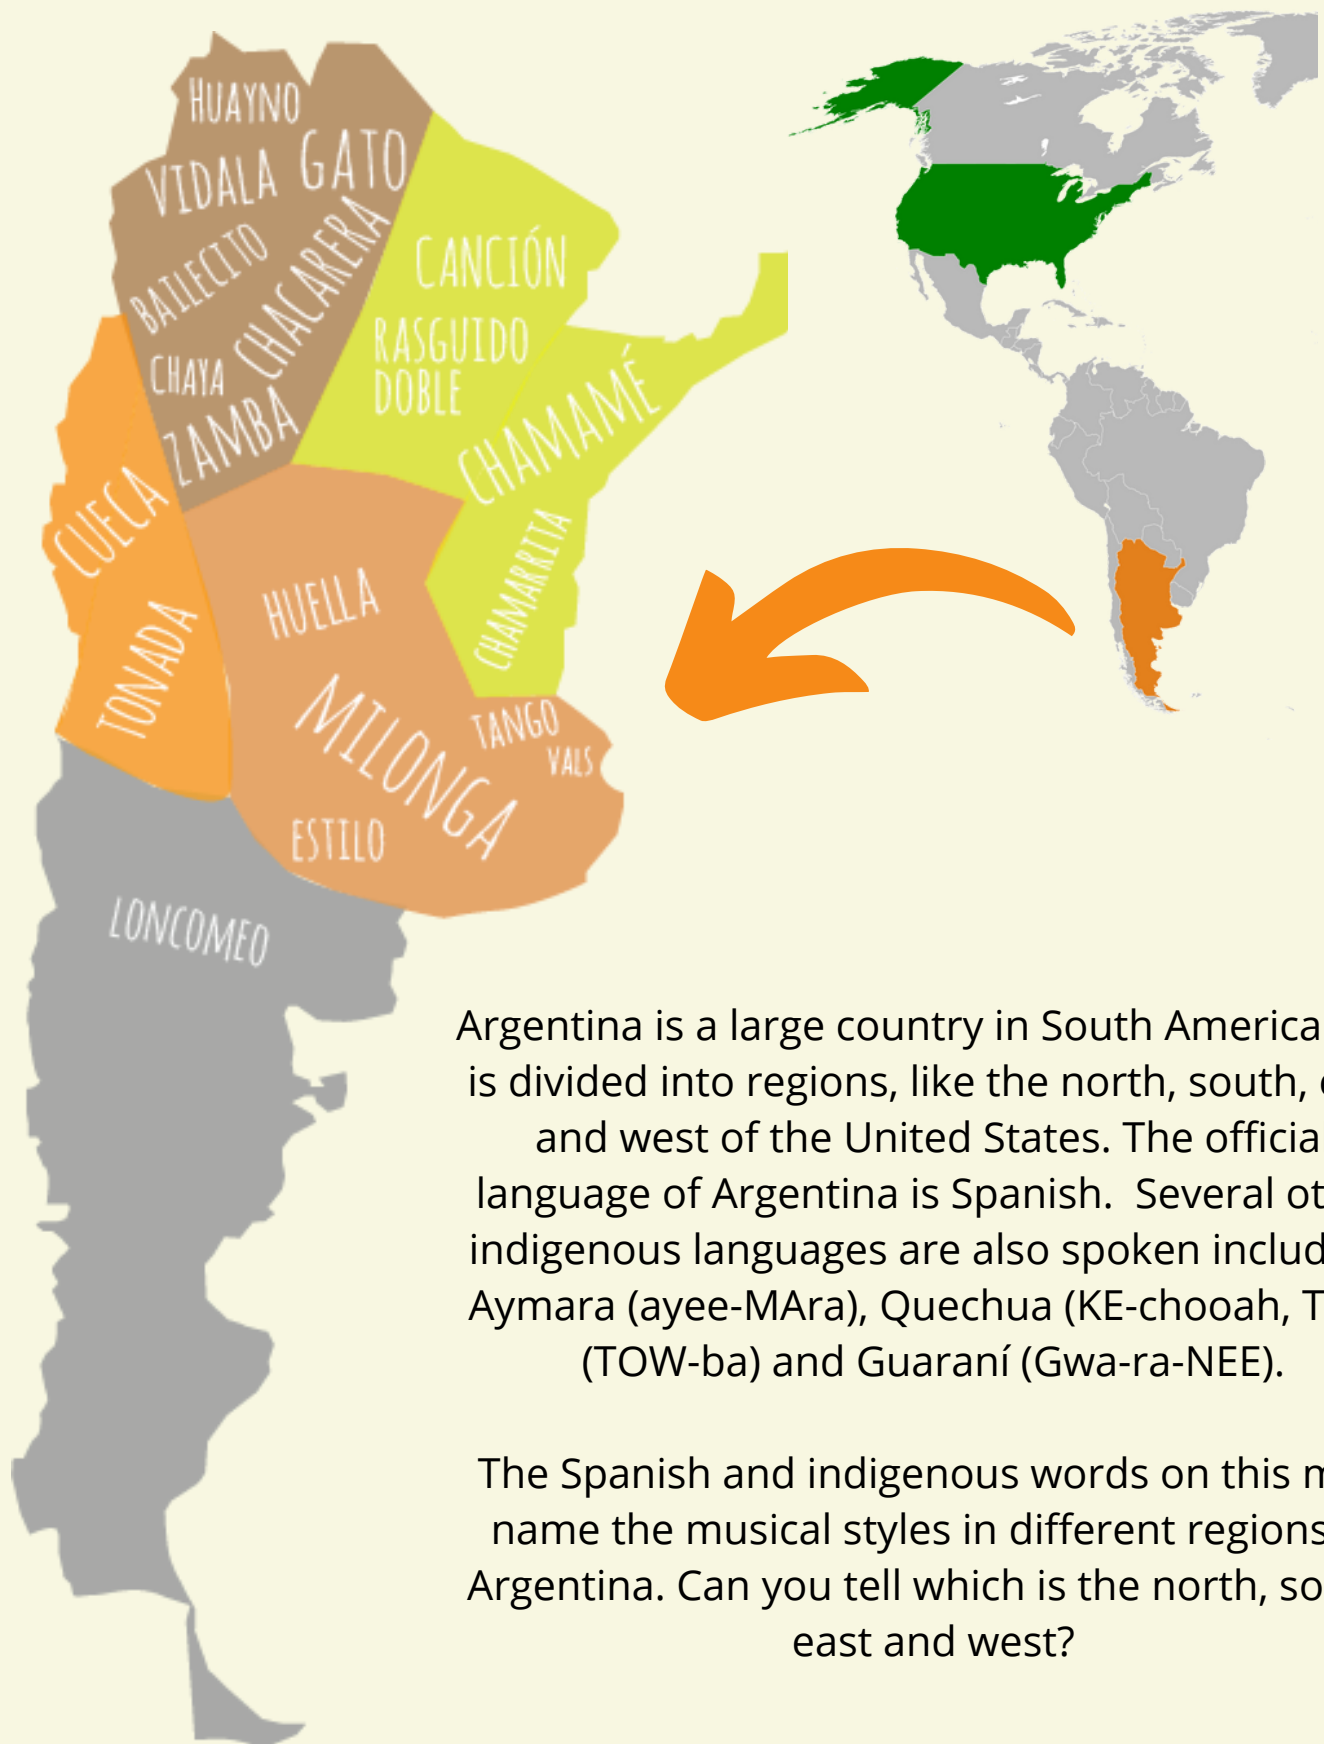 HUAYNO
VIDALA
GATO
BAILECITO
CHACARERA
CHAYA
ZAMBA
CANCIÓN
RASGUIDO
DOBLE
CHAMAMÉ
CHAMARRITA
CUECA
TONADA
HUELLA
MILONGA
TANGO
VALS
ESTILO
LONCOMEO
Argentina is a large country in South America
is divided into regions, like the north, south,
and west of the United States. The official
language of Argentina is Spanish.  Several ot
indigenous languages are also spoken includ
Aymara (ayee-MAra), Quechua (KE-chooah, T
(TOW-ba) and Guaraní (Gwa-ra-NEE).
The Spanish and indigenous words on this m
name the musical styles in different regions
Argentina. Can you tell which is the north, so
east and west?